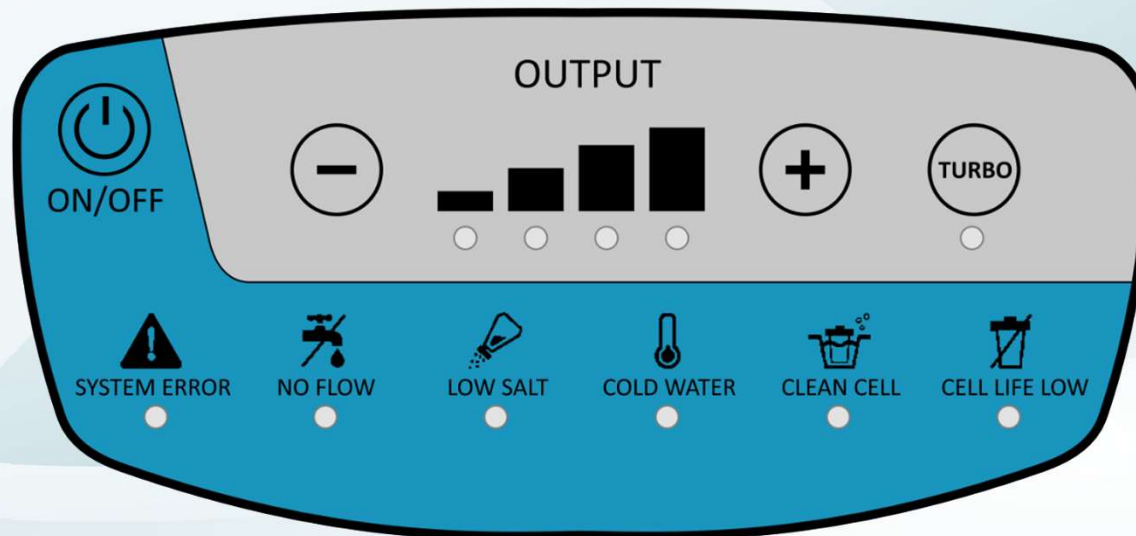 OUTPUT
ON/OFF
TURBO
SYSTEM ERROR
NO FLOW
LOW SALT
COLD WATER
CLEAN CELL
CELL LIFE LOW